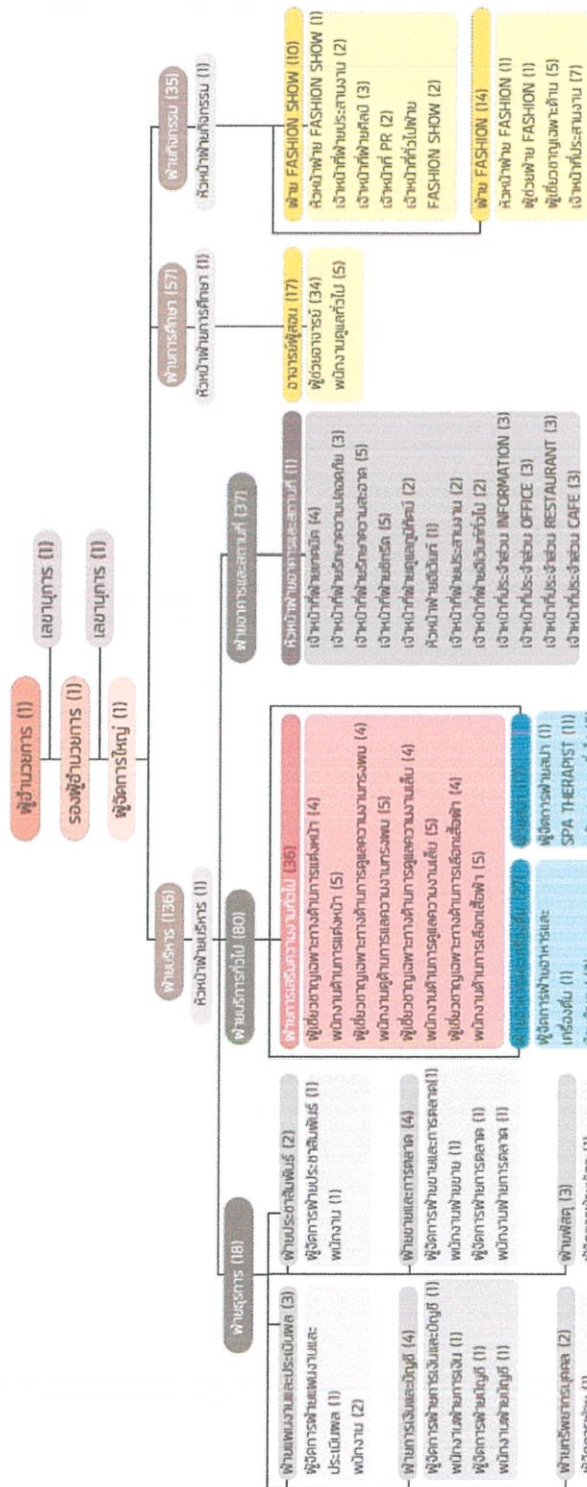 ผู้อำนวยการ (1)
เลขานุการ (1)
รองผู้อำนวยการ (1)
เลขานุการ (1)
ผู้จัดการใหญ่ (1)
ฝ่ายบริหาร (136)
หัวหน้าฝ่ายบริหาร (1)
ฝ่ายการศึกษา (57)
หัวหน้าฝ่ายการศึกษา (1)
ฝ่ายกิจกรรม (35)
หัวหน้าฝ่ายกิจกรรม (1)
ฝ่ายธุรการ (18)
ฝ่ายบริการทั่วไป (80)
ฝ่ายอาคารและสถานที่ (37)
ฝ่ายแผนงานและประเมินผล (3)
ผู้จัดการฝ่ายแผนงานและ
ประเมินผล (1)
พนักงาน (2)
ฝ่ายการเงินและบัญชี (4)
ผู้จัดการฝ่ายการเงินและบัญชี (1)
พนักงานฝ่ายการเงิน (1)
ผู้จัดการฝ่ายบัญชี (1)
พนักงานฝ่ายบัญชี (1)
ฝ่ายทรัพยากรบุคคล (2)
ฝ่ายประชาสัมพันธ์ (2)
ผู้จัดการฝ่ายประชาสัมพันธ์ (1)
พนักงาน (1)
ฝ่ายขายและการตลาด (4)
ผู้จัดการฝ่ายขายและการตลาด(1)
พนักงานฝ่ายขาย (1)
ผู้จัดการฝ่ายการตลาด (1)
พนักงานฝ่ายการตลาด (1)
ฝ่ายพัสดุ (3)
ฝ่ายการเสริมความงามทั่วไป (36)
ผู้เชี่ยวชาญเฉพาะทางด้านการแต่งหน้า (4)
พนักงานด้านการแต่งหน้า (5)
ผู้เชี่ยวชาญเฉพาะทางด้านการดูแลความงามทรงผม (4)
พนักงานดูด้านการแลความงามทรงผม (5)
ผู้เชี่ยวชาญเฉพาะทางด้านการดูแลความงามเล็บ (4)
พนักงานด้านการดูแลความงามเล็บ (5)
ผู้เชี่ยวชาญเฉพาะทางด้านการเลือกเสื้อผ้า (4)
พนักงานด้านการเลือกเสื้อผ้า (5)
ฝ่ายอาหารและเครื่องดื่ม (27)
ผู้จัดการฝ่ายอาหารและ
เครื่องดื่ม (1)
ฝ่ายสปา (17)
ผู้จัดการฝ่ายสปา (1)
SPA THERAPIST (11)
หัวหน้าฝ่ายอาคารและสถานที่ (1)
เจ้าหน้าที่ฝ่ายเทคนิค (4)
เจ้าหน้าที่ฝ่ายรักษาความปลอดภัย (3)
เจ้าหน้าที่ฝ่ายรักษาความสะอาด (5)
เจ้าหน้าที่ฝ่ายซักรีด (5)
เจ้าหน้าที่ฝ่ายดูแลภูมิทัศน์ (2)
หัวหน้าฝ่ายอีเว้นท์ (1)
เจ้าหน้าที่ฝ่ายประสานงาน (2)
เจ้าหน้าที่ฝ่ายอีเว้นท์ทั่วไป (2)
เจ้าหน้าที่ประจำส่วน INFORMATION (3)
เจ้าหน้าที่ประจำส่วน OFFICE (3)
เจ้าหน้าที่ประจำส่วน RESTAURANT (3)
เจ้าหน้าที่ประจำส่วน CAFE (3)
อาจารย์ผู้สอน (17)
ผู้ช่วยอาจารย์ (34)
พนักงานดูแลทั่วไป (5)
ฝ่าย FASHION SHOW (10)
หัวหน้าฝ่าย FASHION SHOW (1)
เจ้าหน้าที่ฝ่ายประสานงาน (2)
เจ้าหน้าที่ฝ่ายศิลป์ (3)
เจ้าหน้าที่ PR (2)
เจ้าหน้าที่ทั่วไปฝ่าย
FASHION SHOW (2)
ฝ่าย FASHION (14)
หัวหน้าฝ่าย FASHION (1)
ผู้ช่วยฝ่าย FASHION (1)
ผู้เชี่ยวชาญเฉพาะด้าน (5)
เจ้าหน้าที่ประสานงาน (7)